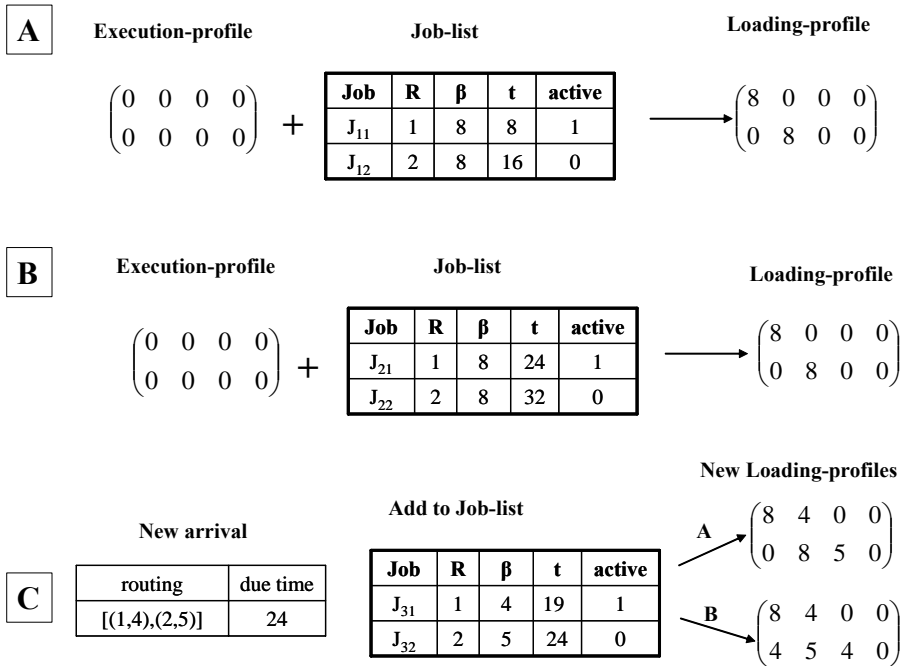 A
Execution-profile Job-list Loading-profile
0 0 0 0
0 0 0 0
+
Job R β t active
J11 1 8 8 1
J12 2 8 16 0
8 0 0 0
0 8 0 0
B
Execution-profile Job-list Loading-profile
0 0 0 0
0 0 0 0
+
Job R β t active
J21 1 8 24 1
J22 2 8 32 0
8 0 0 0
0 8 0 0
C
New arrival
routing due time
[(1,4),(2,5)] 24
Add to Job-list
Job R β t active
J31 1 4 19 1
J32 2 5 24 0
New Loading-profiles
A
8 4 0 0
0 8 5 0
B
8 4 0 0
4 5 4 0